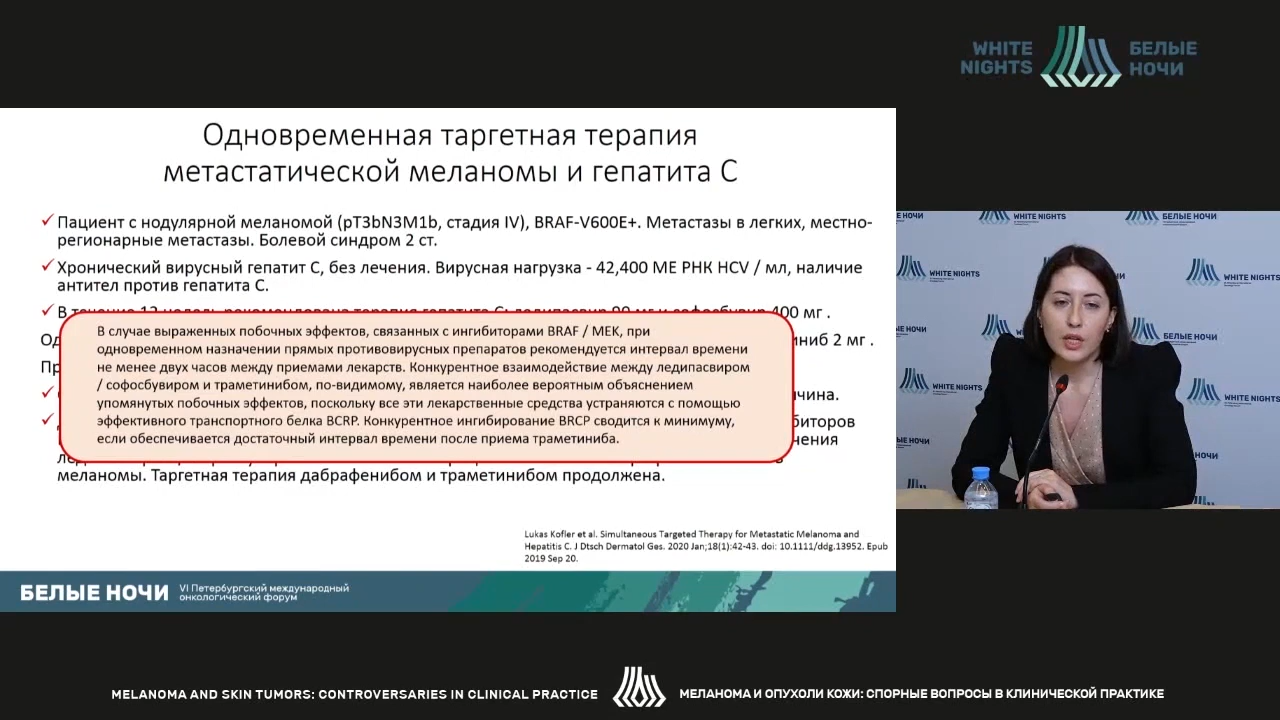 WHITE NIGHTS
БЕЛЫЕ НОЧИ
Одновременная таргетная терапия
метастатической меланомы и гепатита С
Пациент с нодулярной меланомой (pT3bN3M1b, стадия IV), BRAF-V600E+. Метастазы в легких, местно-
регионарные метастазы. Болевой синдром 2 ст.
Хронический вирусный гепатит С, без лечения. Вирусная нагрузка - 42,400 МЕ РНК HCV / мл, наличие
антител против гепатита С.
400 мг .
2 мг .
В случае выраженных побочных эффектов, связанных с ингибиторами BRAF / MEK, при
одновременном назначении прямых противовирусных препаратов рекомендуется интервал времени
не менее двух часов между приемами лекарств. Конкурентное взаимодействие между ледипасвиром
/ софосбувиром и траметинибом, по-видимому, является наиболее вероятным объяснением
упомянутых побочных эффектов, поскольку все эти лекарственные средства устраняются с помощью
эффективного транспортного белка BCRP. Конкурентное ингибирование BRCP сводится к минимуму,
если обеспечивается достаточный интервал времени после приема траметиниба.
меланомы. Таргетная терапия дабрафенибом и траметинибом продолжена.
Lukas Kofler et al. Simultaneous Targeted Therapy for Metastatic Melanoma and
Hepatitis C. J Dtsch Dermatol Ges. 2020 Jan;18(1):42-43. doi: 10.1111/ddg.13952. Epub
2019 Sep 20.
БЕЛЫЕ НОЧИ
VI Петербургский международный
онкологический форум
WHITE NIGHTS
БЕЛЫЕ НОЧИ
MELANOMA AND SKIN TUMORS: CONTROVERSARIES IN CLINICAL PRACTICE
МЕЛАНОМА И ОПУХОЛИ КОЖИ: СПОРНЫЕ ВОПРОСЫ В КЛИНИЧЕСКОЙ ПРАКТИКЕ